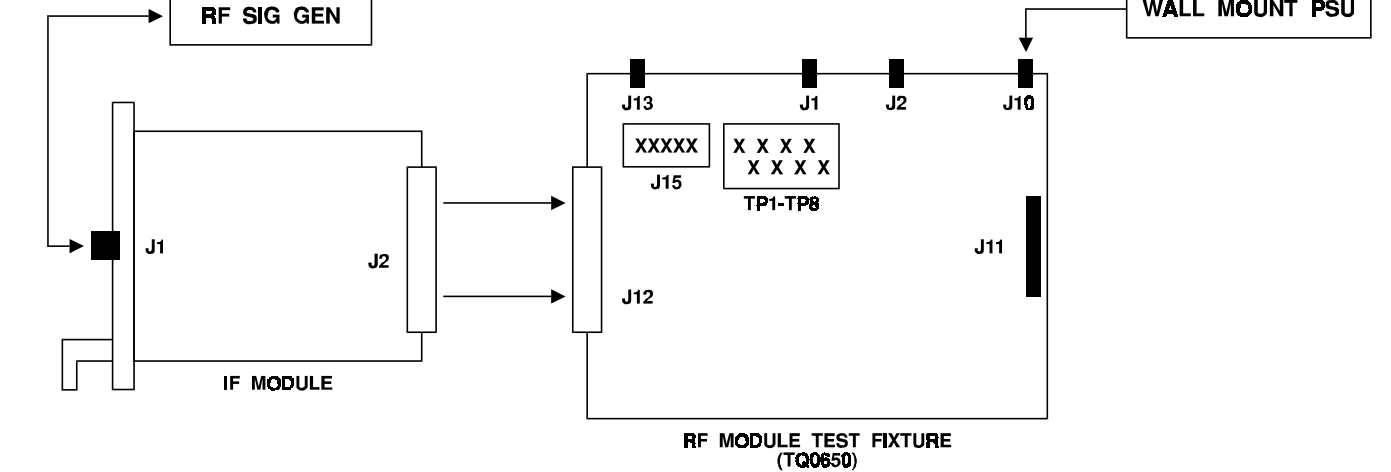 RF SIG GEN
WALL MOUNT PSU
J13
J1
J2
J10
XXXXX
X X X X
X X X X
J15
TP1-TP8
J1
J2
J11
J12
IF MODULE
RF MODULE TEST FIXTURE
(TQ0650)